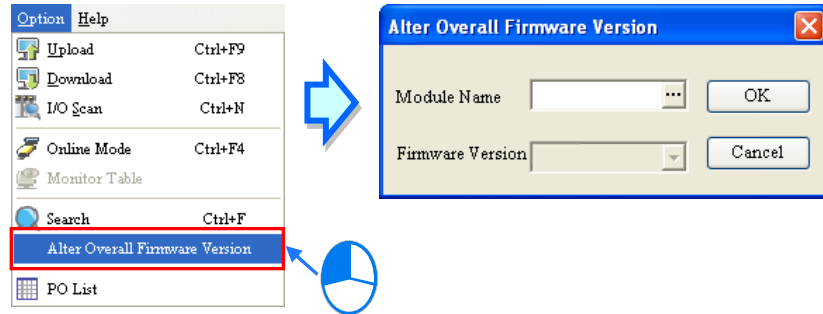 Option Help
Upload Ctrl+F9
Download Ctrl+F8
I/O Scan Ctrl+N
Online Mode Ctrl+F4
Monitor Table
Search Ctrl+F
Alter Overall Firmware Version
PO List
Alter Overall Firmware Version
Module Name ... OK
Firmware Version Cancel